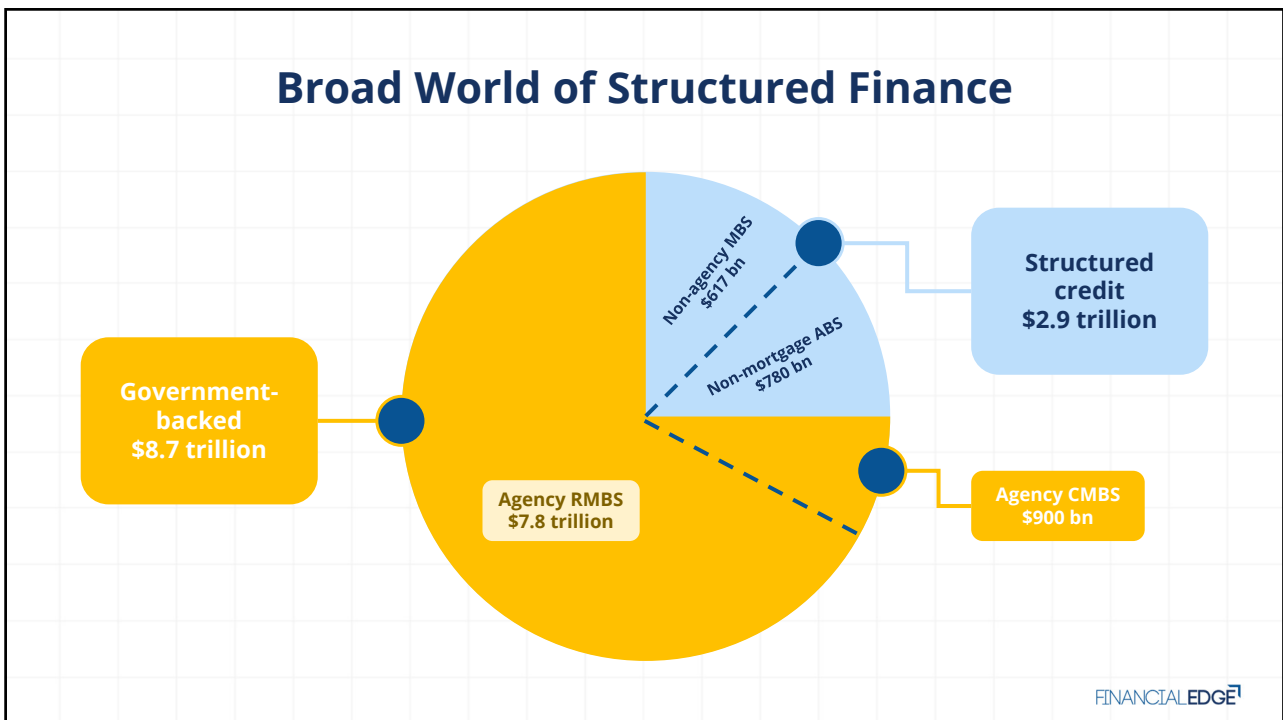 Broad World of Structured Finance
Non-agency MBS
$617 bn
Non-mortgage ABS
$780 bn
Structured
credit
$2.9 trillion
Government-
backed
$8.7 trillion
Agency RMBS
$7.8 trillion
Agency CMBS
$900 bn
FINANCIALEDGE